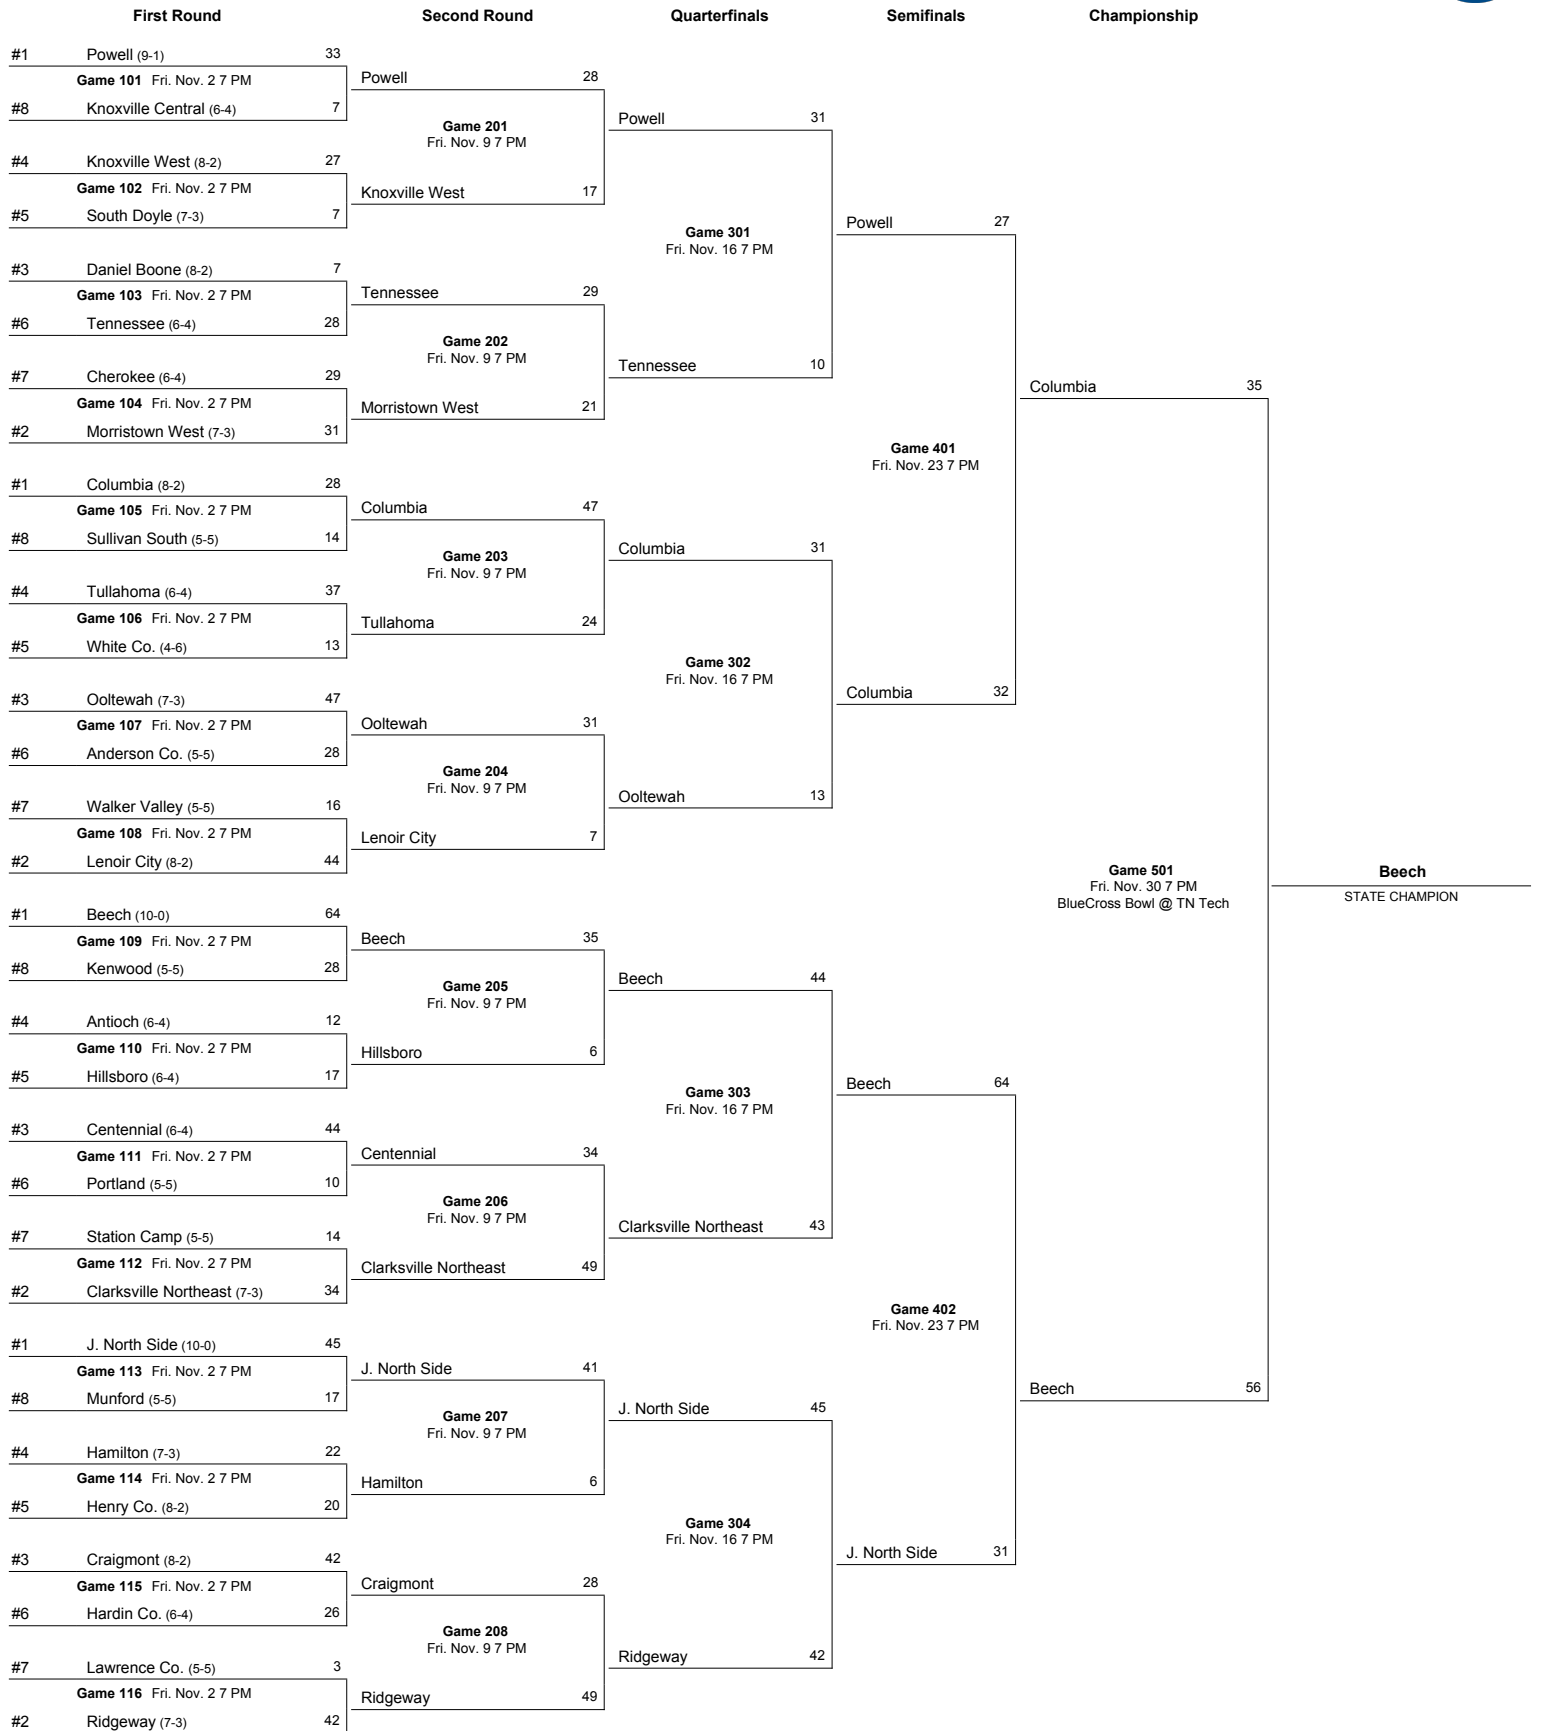 First Round Second Round Quarterfinals Semifinals Championship
#1 Powell (9-1) 33
Game 101 Fri. Nov. 2 7 PM
#8 Knoxville Central (6-4) 7
#4 Knoxville West (8-2) 27
Game 102 Fri. Nov. 2 7 PM
#5 South Doyle (7-3) 7
#3 Daniel Boone (8-2) 7
Game 103 Fri. Nov. 2 7 PM
#6 Tennessee (6-4) 28
#7 Cherokee (6-4) 29
Game 104 Fri. Nov. 2 7 PM
#2 Morristown West (7-3) 31
#1 Columbia (8-2) 28
Game 105 Fri. Nov. 2 7 PM
#8 Sullivan South (5-5) 14
#4 Tullahoma (6-4) 37
Game 106 Fri. Nov. 2 7 PM
#5 White Co. (4-6) 13
#3 Ooltewah (7-3) 47
Game 107 Fri. Nov. 2 7 PM
#6 Anderson Co. (5-5) 28
#7 Walker Valley (5-5) 16
Game 108 Fri. Nov. 2 7 PM
#2 Lenoir City (8-2) 44
#1 Beech (10-0) 64
Game 109 Fri. Nov. 2 7 PM
#8 Kenwood (5-5) 28
#4 Antioch (6-4) 12
Game 110 Fri. Nov. 2 7 PM
#5 Hillsboro (6-4) 17
#3 Centennial (6-4) 44
Game 111 Fri. Nov. 2 7 PM
#6 Portland (5-5) 10
#7 Station Camp (5-5) 14
Game 112 Fri. Nov. 2 7 PM
#2 Clarksville Northeast (7-3) 34
#1 J. North Side (10-0) 45
Game 113 Fri. Nov. 2 7 PM
#8 Munford (5-5) 17
#4 Hamilton (7-3) 22
Game 114 Fri. Nov. 2 7 PM
#5 Henry Co. (8-2) 20
#3 Craigmont (8-2) 42
Game 115 Fri. Nov. 2 7 PM
#6 Hardin Co. (6-4) 26
#7 Lawrence Co. (5-5) 3
Game 116 Fri. Nov. 2 7 PM
#2 Ridgeway (7-3) 42
Powell 28
Game 201
Fri. Nov. 9 7 PM
Knoxville West 17
Tennessee 29
Game 202
Fri. Nov. 9 7 PM
Morristown West 21
Columbia 47
Game 203
Fri. Nov. 9 7 PM
Tullahoma 24
Ooltewah 31
Game 204
Fri. Nov. 9 7 PM
Lenoir City 7
Beech 35
Game 205
Fri. Nov. 9 7 PM
Hillsboro 6
Centennial 34
Game 206
Fri. Nov. 9 7 PM
Clarksville Northeast 49
J. North Side 41
Game 207
Fri. Nov. 9 7 PM
Hamilton 6
Craigmont 28
Game 208
Fri. Nov. 9 7 PM
Ridgeway 49
Powell 31
Game 301
Fri. Nov. 16 7 PM
Tennessee 10
Columbia 31
Game 302
Fri. Nov. 16 7 PM
Ooltewah 13
Beech 44
Game 303
Fri. Nov. 16 7 PM
Clarksville Northeast 43
J. North Side 45
Game 304
Fri. Nov. 16 7 PM
Ridgeway 42
Powell 27
Game 401
Fri. Nov. 23 7 PM
Columbia 32
Beech 64
Game 402
Fri. Nov. 23 7 PM
J. North Side 31
Columbia 35
Game 501
Fri. Nov. 30 7 PM
BlueCross Bowl @ TN Tech
Beech 56
Beech
STATE CHAMPION